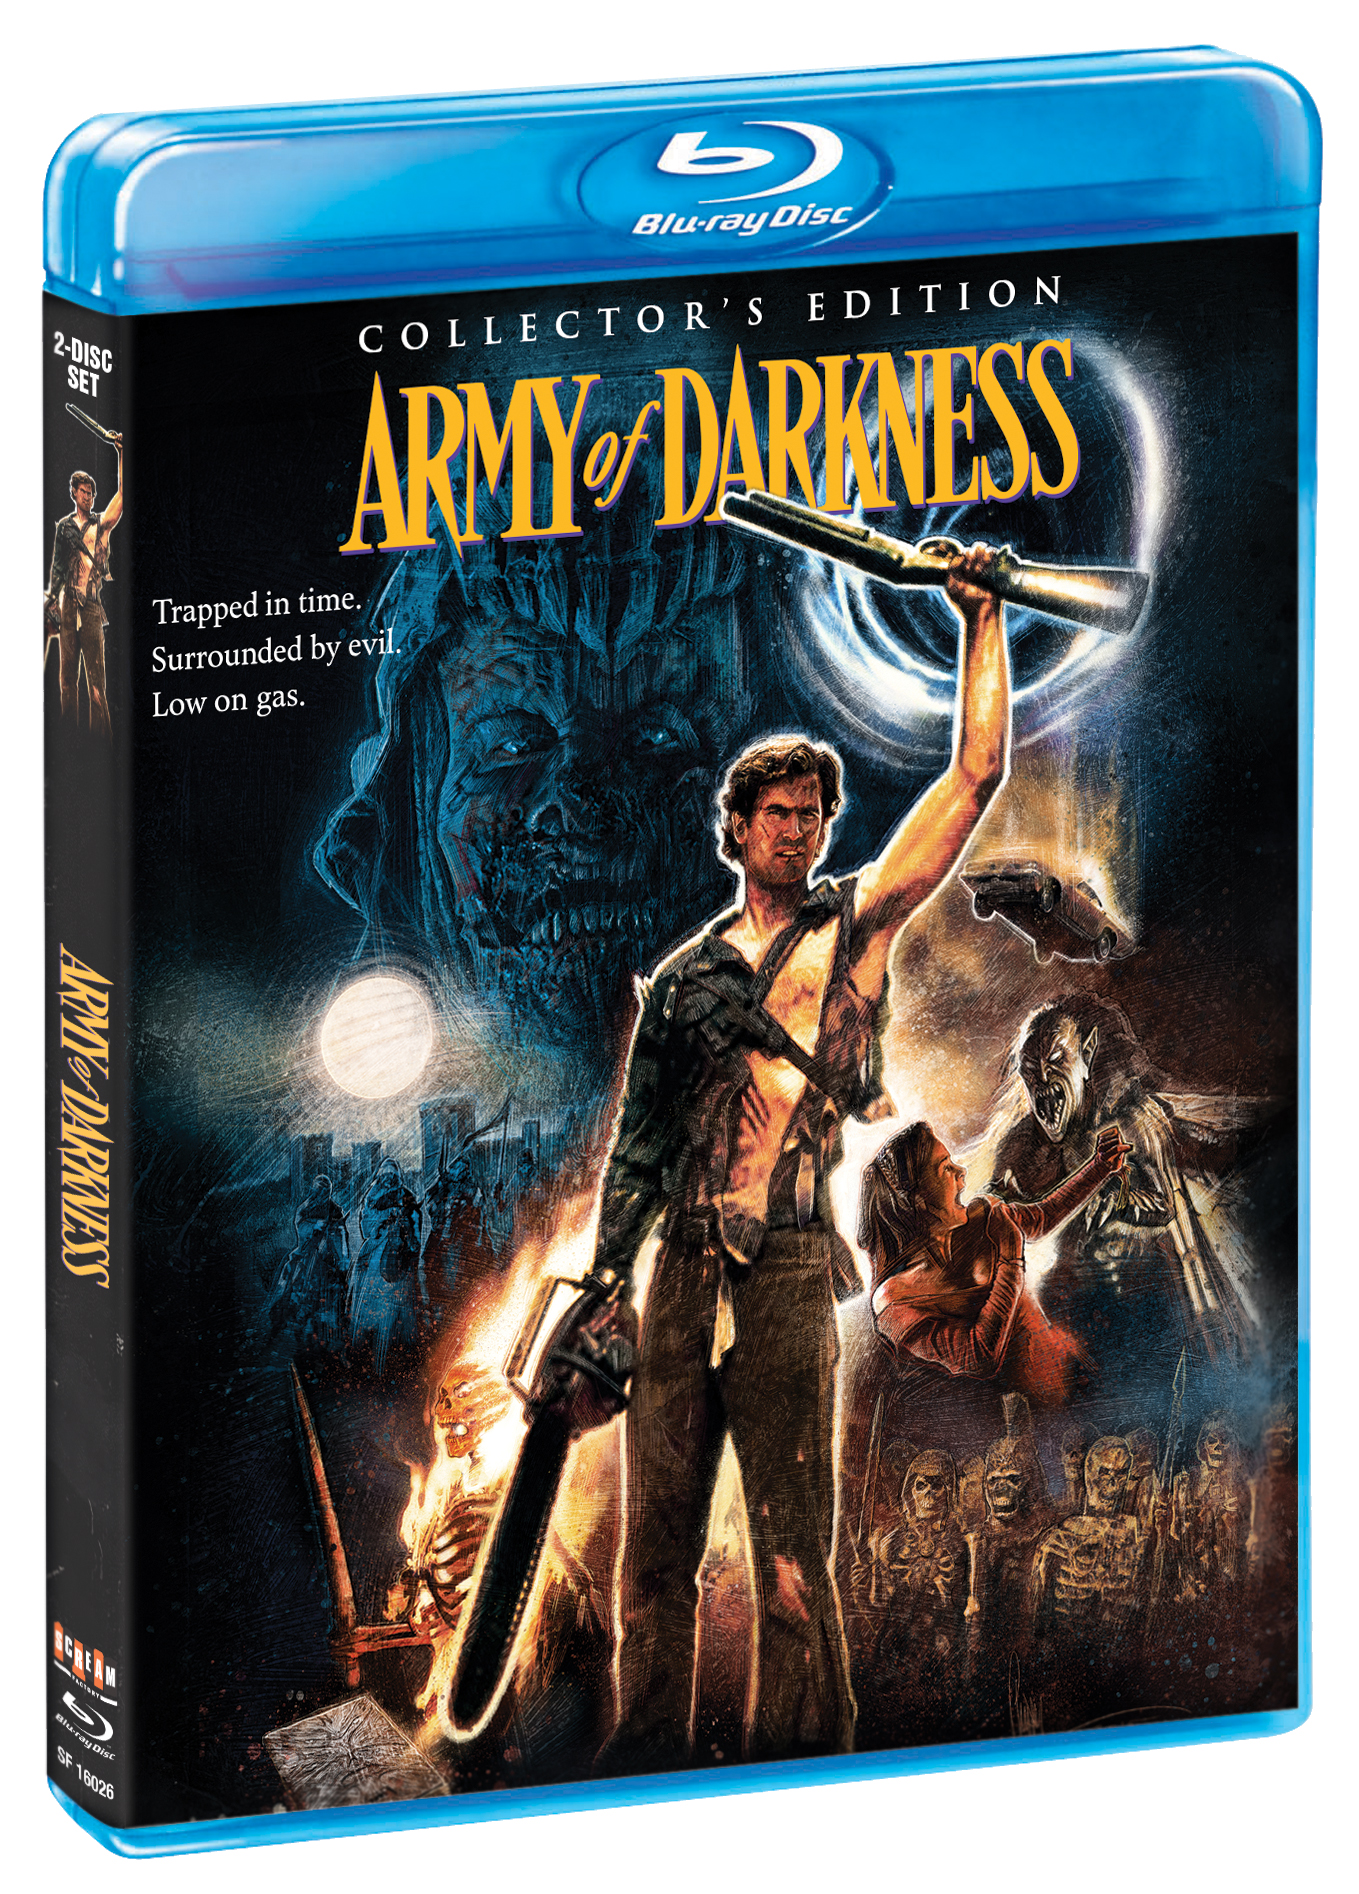 Blu-ray Disc
COLLECTOR'S EDITION
ARMY of DARKNESS
Trapped in time.
Surrounded by evil.
Low on gas.
2-DISC
SET
ARMY of DARKNESS
SCREAM
FACTORY
Blu-ray Disc
SF 16026